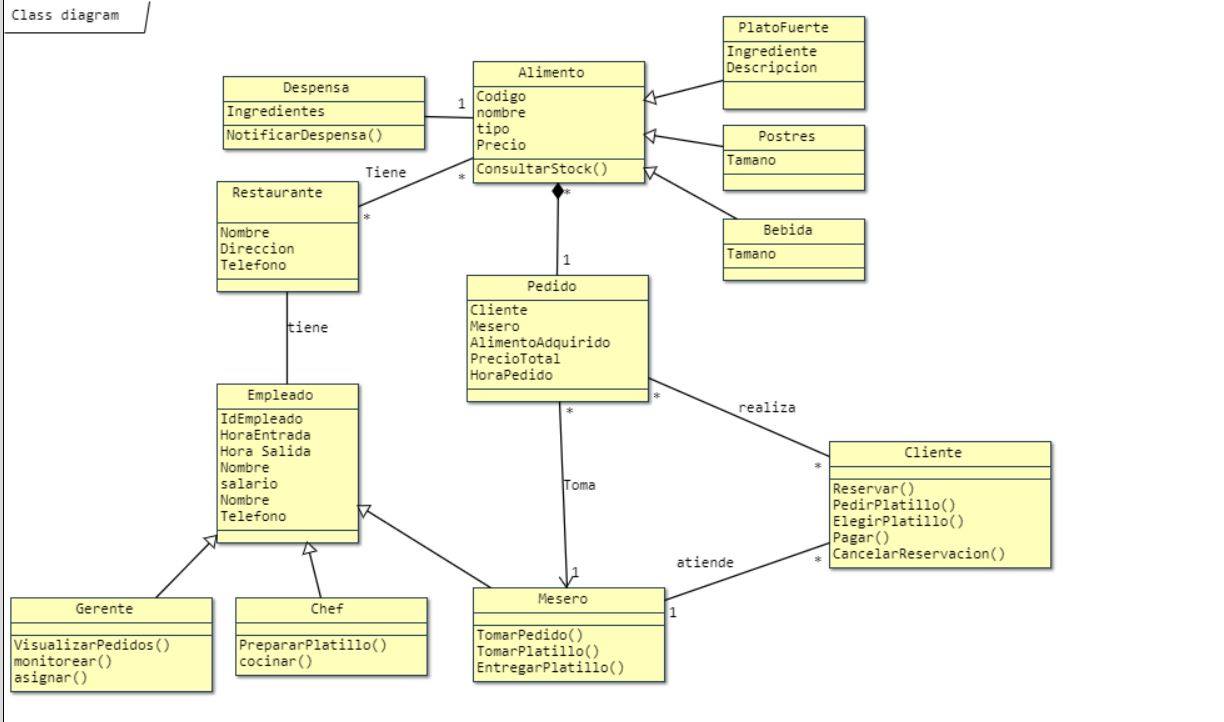 Class diagram
PlatoFuerte
Ingrediente
Descripcion
Alimento
Codigo
nombre
tipo
Precio
ConsultarStock()
Despensa
Ingredientes
NotificarDespensa()
1
Postres
Tamano
Tiene
*
*
Restaurante
Nombre
Direccion
Telefono
*
1
Bebida
Tamano
Pedido
Cliente
Mesero
AlimentoAdquirido
PrecioTotal
HoraPedido
tiene
Empleado
IdEmpleado
HoraEntrada
Hora Salida
Nombre
salario
Nombre
Telefono
*
*
realiza
*
Toma
1
Cliente
Reservar()
PedirPlatillo()
ElegirPlatillo()
Pagar()
CancelarReservacion()
atiende
*
1
Gerente
VisualizarPedidos()
monitorear()
asignar()
Chef
PrepararPlatillo()
cocinar()
Mesero
TomarPedido()
TomarPlatillo()
EntregarPlatillo()